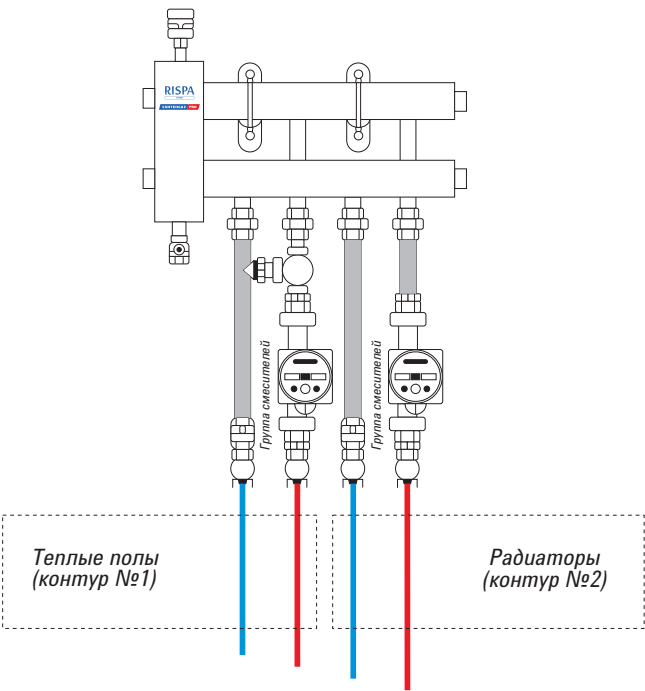 RISPA
Группа смесителей
Группа смесителей
Теплые полы
(контур №1)
Радиаторы
(контур №2)